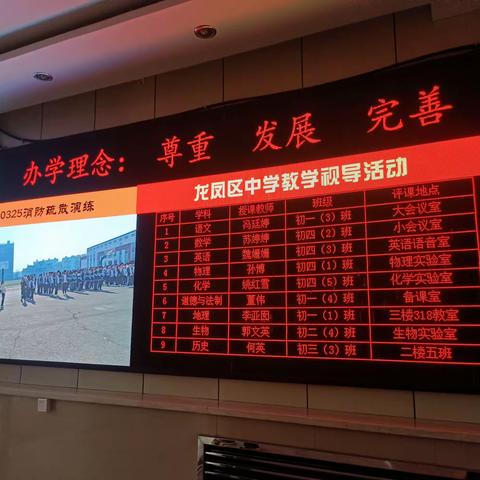 办学理念： 尊重 发展 完善
0325消防疏散演练
龙凤区中学教学视导活动
序号 学科 授课教师 班级 评课地点
1 语文 冯廷婷 初一（3）班 大会议室
2 数学 苏婷婷 初四（2）班 小会议室
3 英语 魏姗姗 初四（3）班 英语语音室
4 物理 孙博 初四（1）班 物理实验室
5 化学 姚红雪 初四（5）班 化学实验室
6 道德与法制 董伟 初一（4）班 备课室
7 地理 李亚图 初一（1）班 三楼318教室
8 生物 郭文英 初二（4）班 生物实验室
9 历史 何英 初三（3）班 二楼五班